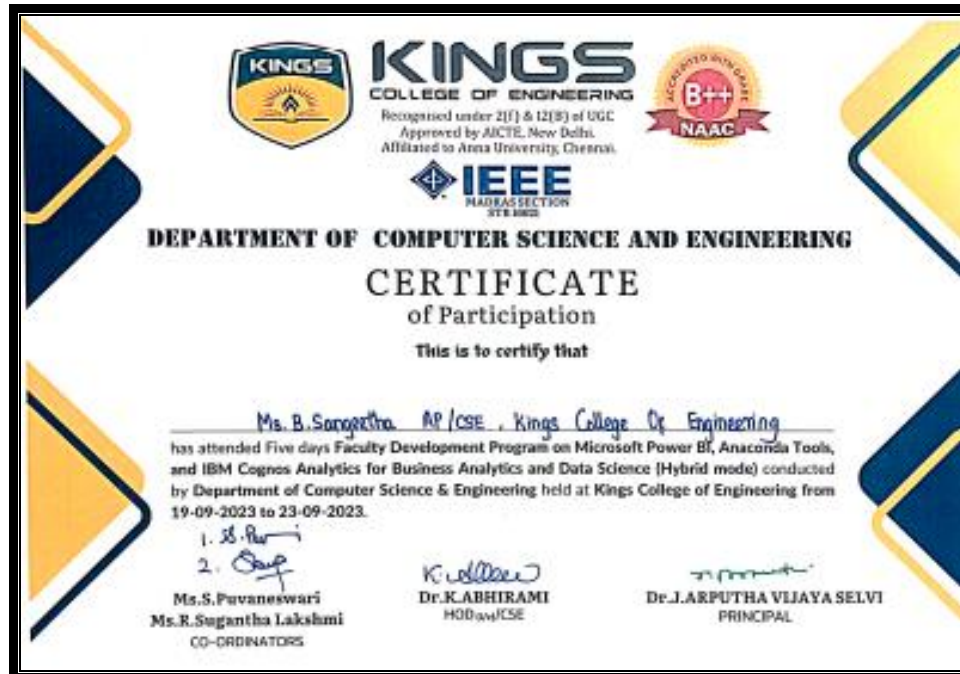 KINGS
KINGS
COLLEGE OF ENGINEERING
Recognised under 2(f) & 12(B) of UGC
Approved by AICTE, New Delhi.
Affiliated to Anna University, Chennai.
ACCREDITED WITH GRADE
B++
NAAC
IEEE
MADRAS SECTION
DEPARTMENT OF COMPUTER SCIENCE AND ENGINEERING
CERTIFICATE
of Participation
This is to certify that
Ms. B. Sangeetha AP/CSE, Kings College Of Engineering
has attended Five days Faculty Development Program on Microsoft Power BI, Anaconda Tools,
and IBM Cognos Analytics for Business Analytics and Data Science (Hybrid mode) conducted
by Department of Computer Science & Engineering held at Kings College of Engineering from
19-09-2023 to 23-09-2023.
1.
2.
Ms.S.Puvaneswari
Ms.R.Sugantha Lakshmi
CO-ORDINATORS
Dr.K.ABHIRAMI
HOD /CSE
Dr.J.ARPUTHA VIJAYA SELVI
PRINCIPAL